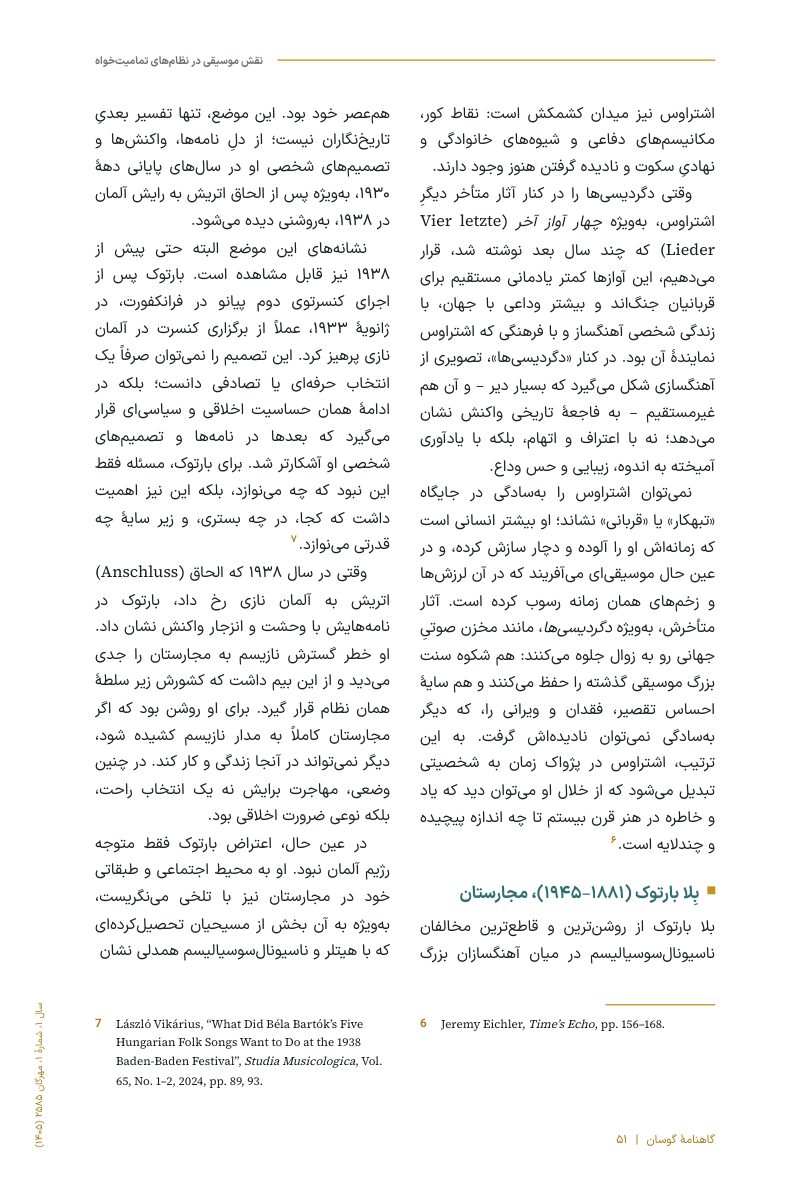 نقش موسیقی در نظام‌های تمامیت‌خواه
اشتراوس نیز میدان کشمکش است: نقاط کور،
مکانیسم‌های دفاعی و شیوه‌های خانوادگی و
نهادیِ سکوت و نادیده گرفتن هنوز وجود دارند.
وقتی دگردیسی‌ها را در کنار آثار متأخر دیگرِ
اشتراوس، به‌ویژه چهار آواز آخر (Vier letzte
Lieder) که چند سال بعد نوشته شد، قرار
می‌دهیم، این آوازها کمتر یادمانی مستقیم برای
قربانیان جنگ‌اند و بیشتر وداعی با جهان، با
زندگی شخصی آهنگساز و با فرهنگی که اشتراوس
نمایندهٔ آن بود. در کنار «دگردیسی‌ها»، تصویری از
آهنگسازی شکل می‌گیرد که بسیار دیر – و آن هم
غیرمستقیم – به فاجعهٔ تاریخی واکنش نشان
می‌دهد؛ نه با اعتراف و اتهام، بلکه با یادآوری
آمیخته به اندوه، زیبایی و حس وداع.
نمی‌توان اشتراوس را به‌سادگی در جایگاه
«تبهکار» یا «قربانی» نشاند؛ او بیشتر انسانی است
که زمانه‌اش او را آلوده و دچار سازش کرده، و در
عین حال موسیقی‌ای می‌آفریند که در آن لرزش‌ها
و زخم‌های همان زمانه رسوب کرده است. آثار
متأخرش، به‌ویژه دگردیسی‌ها، مانند مخزن صوتیِ
جهانی رو به زوال جلوه می‌کنند: هم شکوه سنت
بزرگ موسیقی گذشته را حفظ می‌کنند و هم سایهٔ
احساس تقصیر، فقدان و ویرانی را، که دیگر
به‌سادگی نمی‌توان نادیده‌اش گرفت. به این
ترتیب، اشتراوس در پژواک زمان به شخصیتی
تبدیل می‌شود که از خلال او می‌توان دید که یاد
و خاطره در هنر قرن بیستم تا چه اندازه پیچیده
و چندلایه است.۶
بِلا بارتوک (۱۸۸۱–۱۹۴۵)، مجارستان
بلا بارتوک از روشن‌ترین و قاطع‌ترین مخالفان
ناسیونال‌سوسیالیسم در میان آهنگسازان بزرگ
6 Jeremy Eichler, Time’s Echo, pp. 156–168.
هم‌عصر خود بود. این موضع، تنها تفسیر بعدیِ
تاریخ‌نگاران نیست؛ از دلِ نامه‌ها، واکنش‌ها و
تصمیم‌های شخصی او در سال‌های پایانی دههٔ
۱۹۳۰، به‌ویژه پس از الحاق اتریش به رایش آلمان
در ۱۹۳۸، به‌روشنی دیده می‌شود.
نشانه‌های این موضع البته حتی پیش از
۱۹۳۸ نیز قابل مشاهده است. بارتوک پس از
اجرای کنسرتوی دوم پیانو در فرانکفورت، در
ژانویهٔ ۱۹۳۳، عملاً از برگزاری کنسرت در آلمان
نازی پرهیز کرد. این تصمیم را نمی‌توان صرفاً یک
انتخاب حرفه‌ای یا تصادفی دانست؛ بلکه در
ادامهٔ همان حساسیت اخلاقی و سیاسی‌ای قرار
می‌گیرد که بعدها در نامه‌ها و تصمیم‌های
شخصی او آشکارتر شد. برای بارتوک، مسئله فقط
این نبود که چه می‌نوازد، بلکه این نیز اهمیت
داشت که کجا، در چه بستری، و زیر سایهٔ چه
قدرتی می‌نوازد.۷
وقتی در سال ۱۹۳۸ که الحاق (Anschluss)
اتریش به آلمان نازی رخ داد، بارتوک در
نامه‌هایش با وحشت و انزجار واکنش نشان داد.
او خطر گسترش نازیسم به مجارستان را جدی
می‌دید و از این بیم داشت که کشورش زیر سلطهٔ
همان نظام قرار گیرد. برای او روشن بود که اگر
مجارستان کاملاً به مدار نازیسم کشیده شود،
دیگر نمی‌تواند در آنجا زندگی و کار کند. در چنین
وضعی، مهاجرت برایش نه یک انتخاب راحت،
بلکه نوعی ضرورت اخلاقی بود.
در عین حال، اعتراض بارتوک فقط متوجه
رژیم آلمان نبود. او به محیط اجتماعی و طبقاتی
خود در مجارستان نیز با تلخی می‌نگریست،
به‌ویژه به آن بخش از مسیحیان تحصیل‌کرده‌ای
که با هیتلر و ناسیونال‌سوسیالیسم همدلی نشان
7 László Vikárius, “What Did Béla Bartók’s Five
Hungarian Folk Songs Want to Do at the 1938
Baden-Baden Festival”, Studia Musicologica, Vol.
65, No. 1–2, 2024, pp. 89, 93.
سال ۱، شمارهٔ ۱، مهرگان ۲۵۸۵ (۱۴۰۵)
گاهنامهٔ گوسان | ۵۱